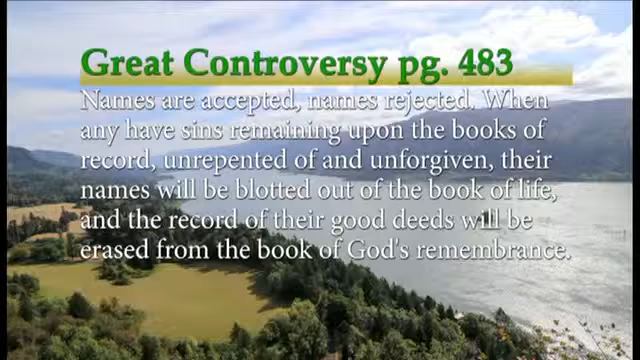 Great Controversy pg. 483
Names are accepted, names rejected. When
any have sins remaining upon the books of
record, unrepented of and unforgiven, their
names will be blotted out of the book of life,
and the record of their good deeds will be
erased from the book of God's remembrance.